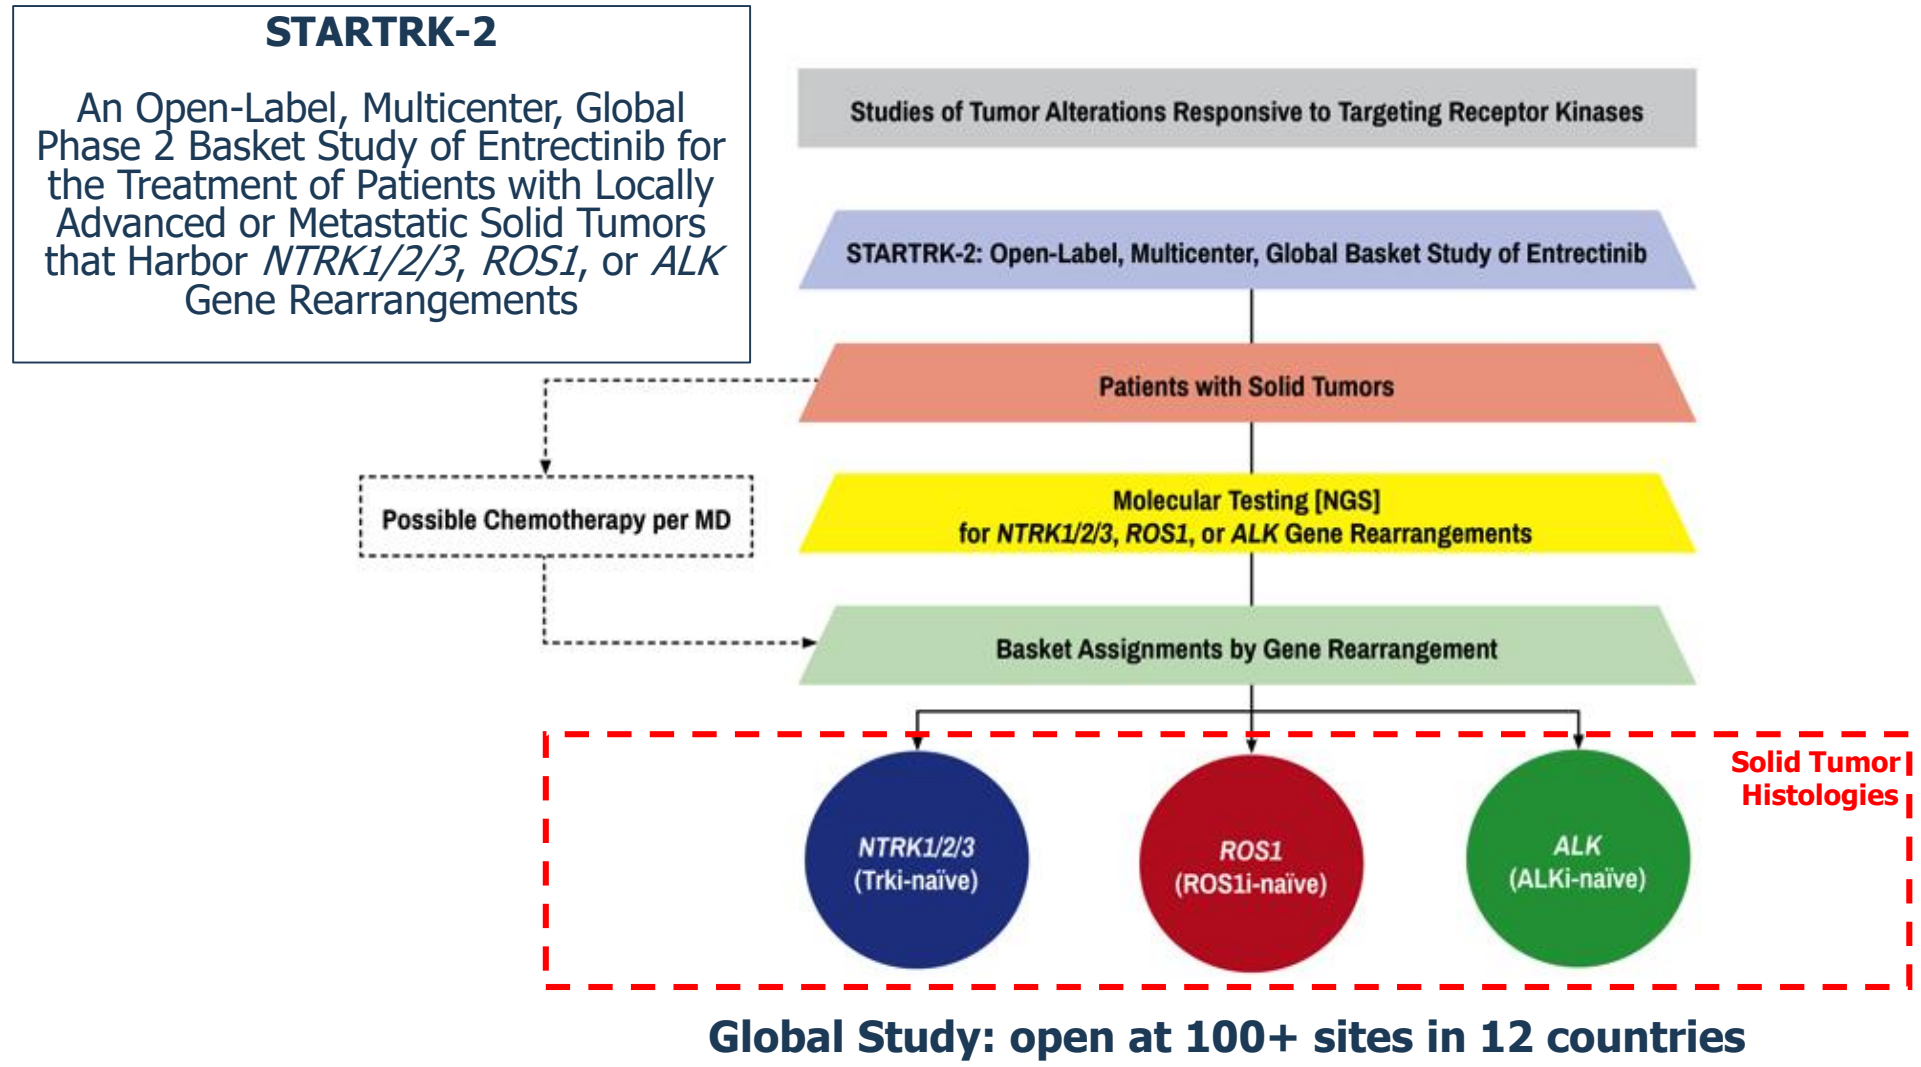 STARTRK-2
An Open-Label, Multicenter, Global
Phase 2 Basket Study of Entrectinib for
the Treatment of Patients with Locally
Advanced or Metastatic Solid Tumors
that Harbor NTRK1/2/3, ROS1, or ALK
Gene Rearrangements
Studies of Tumor Alterations Responsive to Targeting Receptor Kinases
STARTRK-2: Open-Label, Multicenter, Global Basket Study of Entrectinib
Patients with Solid Tumors
Possible Chemotherapy per MD
Molecular Testing [NGS]
for NTRK1/2/3, ROS1, or ALK Gene Rearrangements
Basket Assignments by Gene Rearrangement
Solid Tumor
Histologies
NTRK1/2/3
(Trki-naïve)
ROS1
(ROS1i-naïve)
ALK
(ALKi-naïve)
Global Study: open at 100+ sites in 12 countries